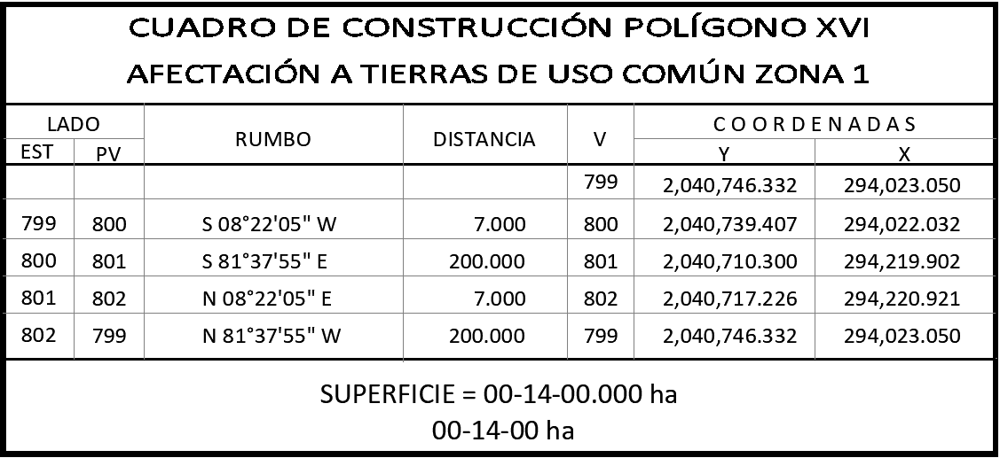 CUADRO DE CONSTRUCCIÓN POLÍGONO XVI
AFECTACIÓN A TIERRAS DE USO COMÚN ZONA 1
LADO RUMBO DISTANCIA V C O O R D E N A D A S
EST PV Y X
799 2,040,746.332 294,023.050
799 800 S 08°22'05" W 7.000 800 2,040,739.407 294,022.032
800 801 S 81°37'55" E 200.000 801 2,040,710.300 294,219.902
801 802 N 08°22'05" E 7.000 802 2,040,717.226 294,220.921
802 799 N 81°37'55" W 200.000 799 2,040,746.332 294,023.050
SUPERFICIE = 00-14-00.000 ha
00-14-00 ha